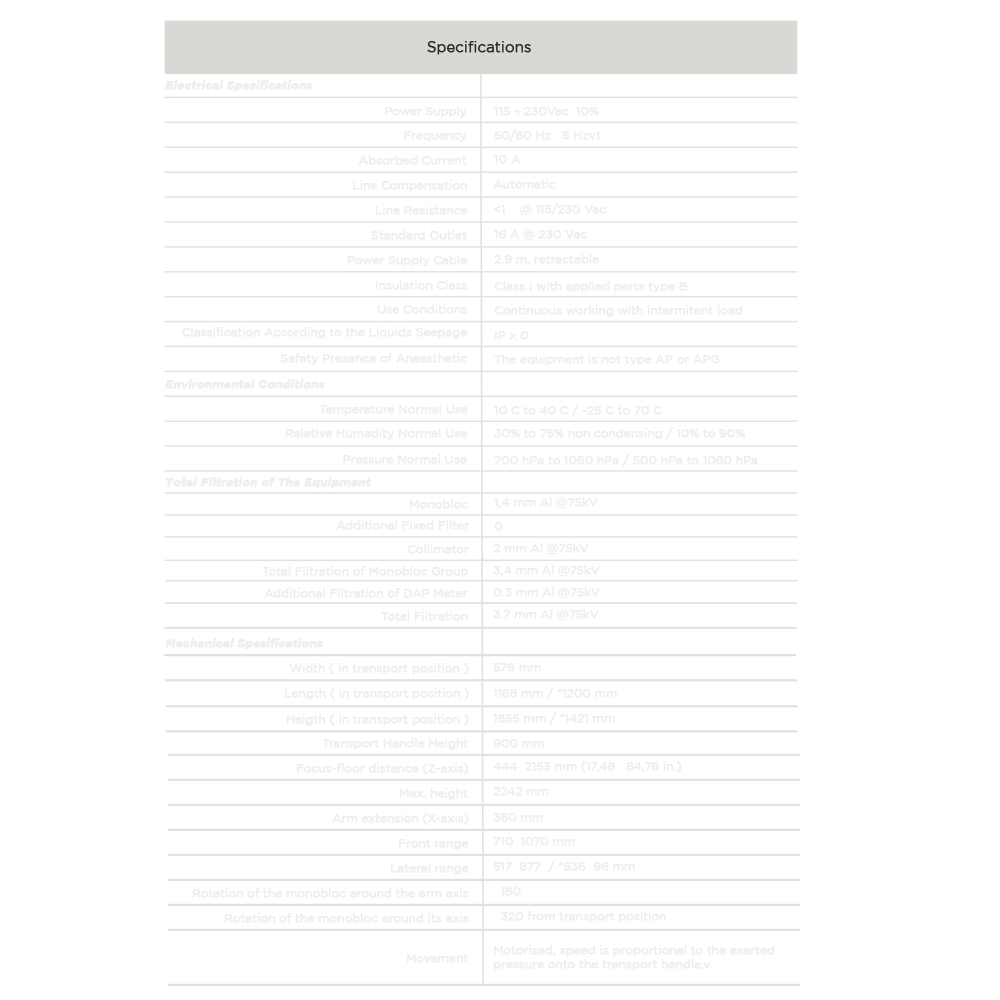 Specifications
Electrical Spesifications
Power Supply 115 ÷ 230Vac 10%
Frequency 50/60 Hz 5 Hzvt
Absorbed Current 10 A
Line Compensation Automatic
Line Resistance <1 @ 115/230 Vac
Standard Outlet 16 A @ 230 Vac
Power Supply Cable 2.9 m. retractable
Insulation Class Class I with applied parts type B
Use Conditions Continuous working with intermitent load
Classification According to the Liquids Seepage IP x 0
Safety Presence of Anaesthetic The equipment is not type AP or APG
Environmental Conditions
Temperature Normal Use 10 C to 40 C / -25 C to 70 C
Relative Humadity Normal Use 30% to 75% non condensing / 10% to 90%
Pressure Normal Use 700 hPa to 1060 hPa / 500 hPa to 1060 hPa
Total Filtration of The Equipment
Monobloc 1,4 mm Al @75kV
Additional Fixed Filter 0
Collimator 2 mm Al @75kV
Total Filtration of Monobloc Group 3,4 mm Al @75kV
Additional Filtration of DAP Meter 0.3 mm Al @75kV
Total Filtration 3,7 mm Al @75kV
Mechanical Spesifications
Width ( in transport position ) 576 mm
Length ( in transport position ) 1168 mm / *1200 mm
Heigth ( in transport position ) 1855 mm / *1421 mm
Transport Handle Height 900 mm
Focus-floor distance (Z-axis) 444 2153 mm (17,48 84,76 in.)
Max. height 2242 mm
Arm extension (X-axis) 360 mm
Front range 710 1070 mm
Lateral range 517 877 / *536 96 mm
Rotation of the monobloc around the arm axis 180
Rotation of the monobloc around its axis 320 from transport position
Movement Motorised, speed is proportional to the exerted
pressure onto the transport handle.v.